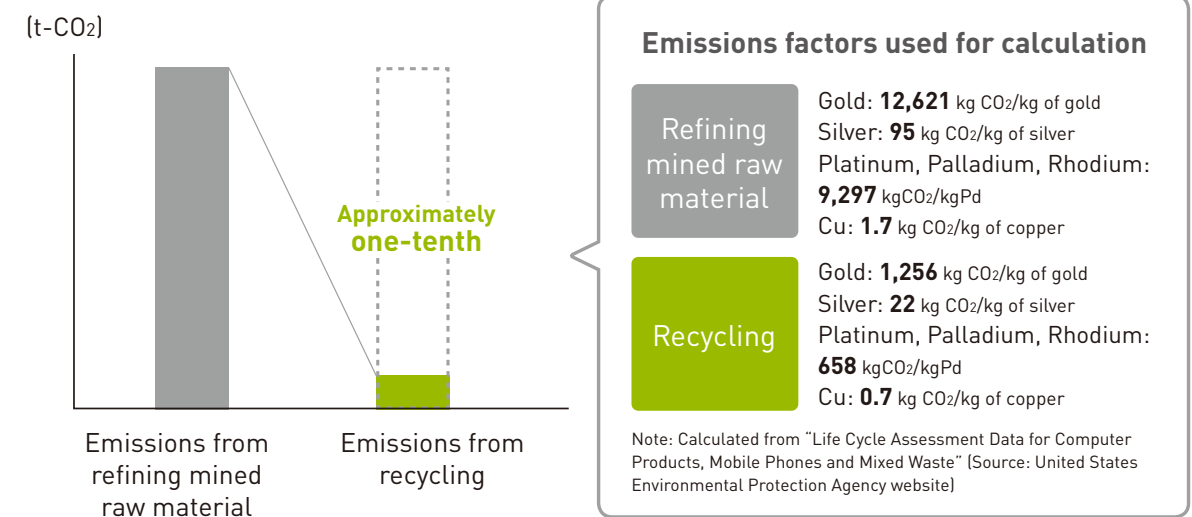 (t-CO2)
Approximately
one-tenth
Emissions from
refining mined
raw material
Emissions from
recycling
Emissions factors used for calculation
Refining
mined raw
material
Gold: 12,621 kg CO2/kg of gold
Silver: 95 kg CO2/kg of silver
Platinum, Palladium, Rhodium:
9,297 kgCO2/kgPd
Cu: 1.7 kg CO2/kg of copper
Recycling
Gold: 1,256 kg CO2/kg of gold
Silver: 22 kg CO2/kg of silver
Platinum, Palladium, Rhodium:
658 kgCO2/kgPd
Cu: 0.7 kg CO2/kg of copper
Note: Calculated from “Life Cycle Assessment Data for Computer
Products, Mobile Phones and Mixed Waste” (Source: United States
Environmental Protection Agency website)